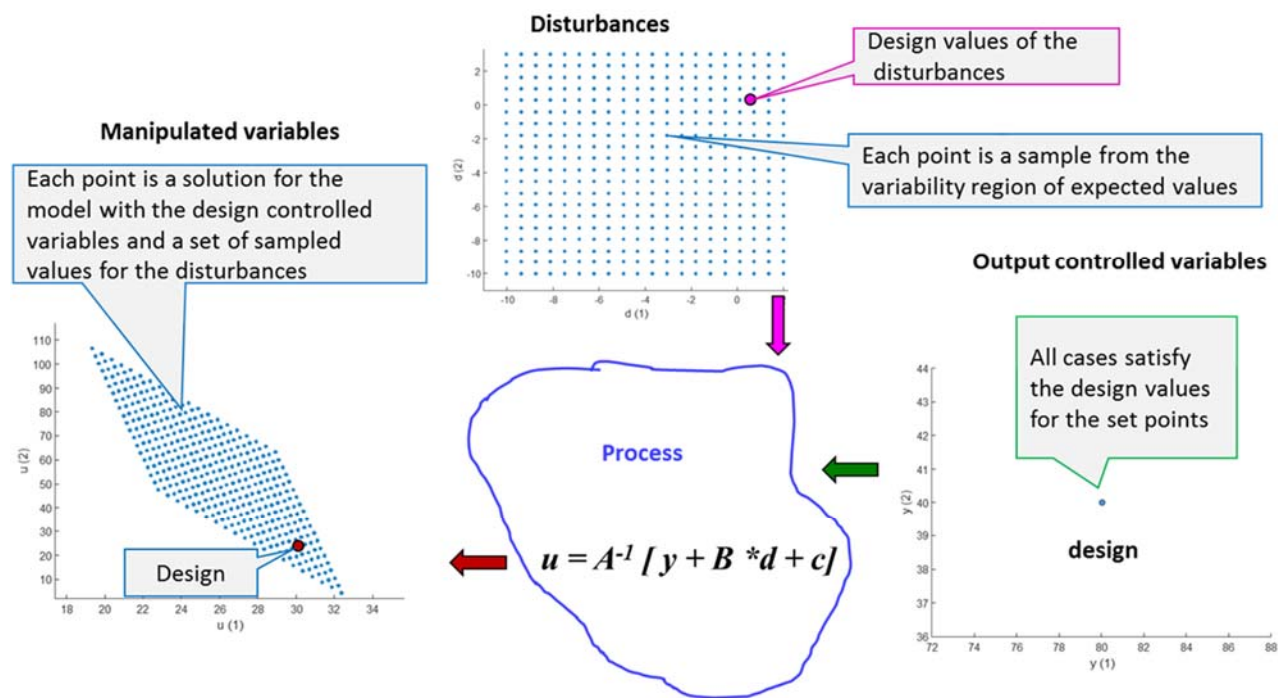 Disturbances
Design values of the
disturbances
2
0
-2
-4
-6
-8
-10
d (2)
-10
-8
-6
-4
-2
0
2
d (1)
Each point is a sample from the
variability region of expected values
Manipulated variables
Each point is a solution for the
model with the design controlled
variables and a set of sampled
values for the disturbances
110
100
90
80
70
60
50
40
30
20
10
u (2)
Design
18
20
22
24
26
28
30
32
34
u (1)
Process
u = A-1 [ y + B *d + c]
Output controlled variables
All cases satisfy
the design values
for the set points
44
43
42
41
40
39
38
37
36
y (2)
design
72
74
76
78
80
82
84
86
88
y (1)